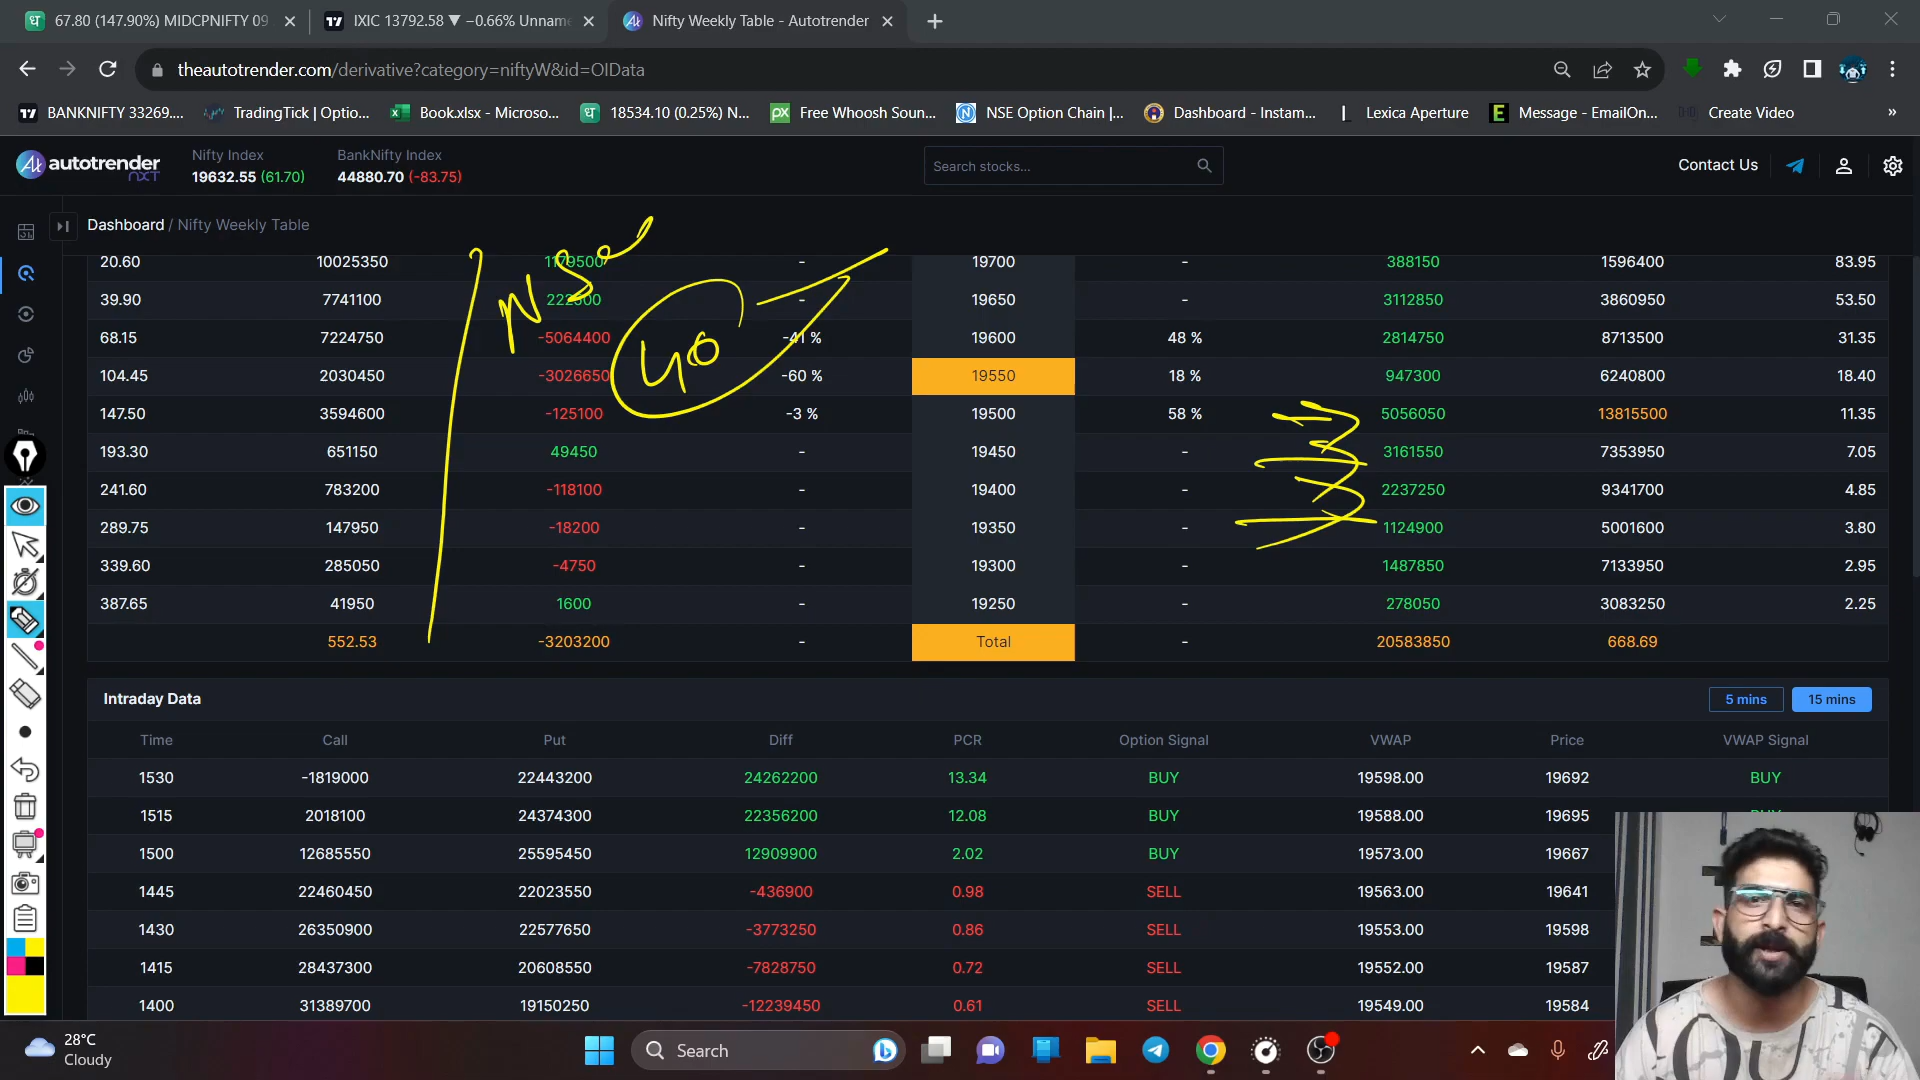 67.80 (147.90%) MIDCPNIFTY 09
IXIC 13792.58 ▼ −0.66% Unname
Nifty Weekly Table - Autotrender
theautotrender.com/derivative?category=niftyW&id=OIData
BANKNIFTY 33269.... TradingTick | Optio... Book.xlsx - Microso... 18534.10 (0.25%) N... Free Whoosh Soun... NSE Option Chain |... Dashboard - Instam... Lexica Aperture Message - EmailOn... Create Video »
autotrender NXT
Nifty Index BankNifty Index
19632.55 (61.70) 44880.70 (-83.75)
Search stocks...
Contact Us
Dashboard / Nifty Weekly Table
20.60 10025350 1179500 - 19700 - 388150 1596400 83.95
39.90 7741100 222500 - 19650 - 3112850 3860950 53.50
68.15 7224750 -5064400 -41 % 19600 48 % 2814750 8713500 31.35
104.45 2030450 -3026650 -60 % 19550 18 % 947300 6240800 18.40
147.50 3594600 -125100 -3 % 19500 58 % 5056050 13815500 11.35
193.30 651150 49450 - 19450 - 3161550 7353950 7.05
241.60 783200 -118100 - 19400 - 2237250 9341700 4.85
289.75 147950 -18200 - 19350 - 1124900 5001600 3.80
339.60 285050 -4750 - 19300 - 1487850 7133950 2.95
387.65 41950 1600 - 19250 - 278050 3083250 2.25
552.53 -3203200 - Total - 20583850 668.69
40
Intraday Data 5 mins 15 mins
Time Call Put Diff PCR Option Signal VWAP Price VWAP Signal
1530 -1819000 22443200 24262200 13.34 BUY 19598.00 19692 BUY
1515 2018100 24374300 22356200 12.08 BUY 19588.00 19695
1500 12685550 25595450 12909900 2.02 BUY 19573.00 19667
1445 22460450 22023550 -436900 0.98 SELL 19563.00 19641
1430 26350900 22577650 -3773250 0.86 SELL 19553.00 19598
1415 28437300 20608550 -7828750 0.72 SELL 19552.00 19587
1400 31389700 19150250 -12239450 0.61 SELL 19549.00 19584
28°C
Cloudy
Search